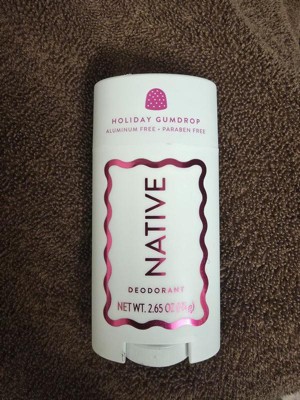 HOLIDAY GUMDROP
ALUMINUM FREE • PARABEN FREE
NATIVE
DEODORANT
NET WT. 2.65 OZ